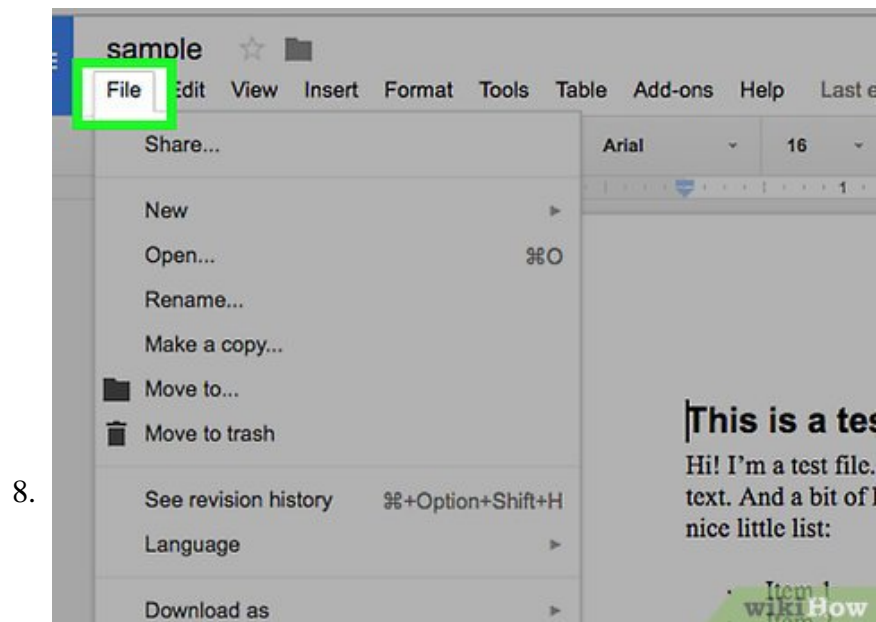 sample
File Edit View Insert Format Tools Table Add-ons Help Last
Share...
Arial 16
1
New
Open... ⌘O
Rename...
Make a copy...
Move to...
Move to trash
This is a
Hi! I'm a test file.
8.
See revision history ⌘+Option+Shift+H
text. And a bit of
Language
nice little list:
Download as
Item 1
wikiHow